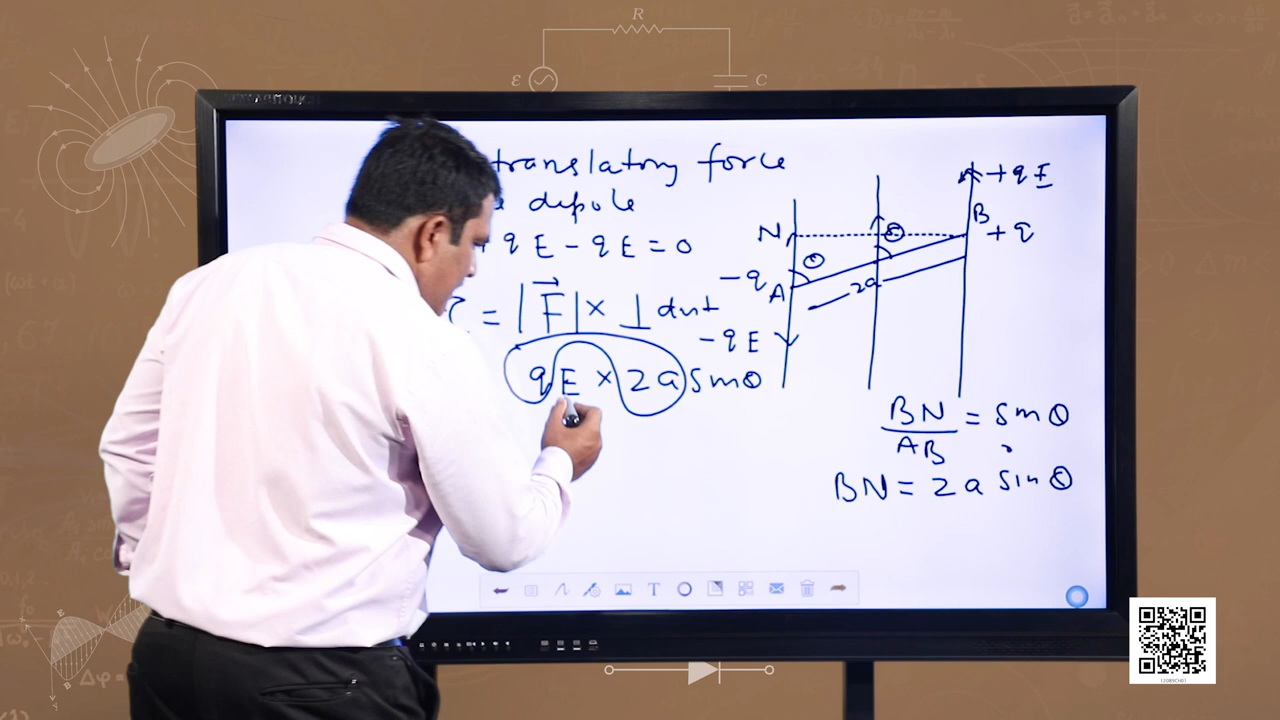 translatory force
dipole
+ qE - qE = 0
τ = |F⃗| × ⊥ dist
qE × 2a sinθ
+qE
B
N
θ
+q
θ
-q
A
2a
-qE
BN/AB = sinθ
BN = 2a sinθ
R
ε
C
T
12089CH01